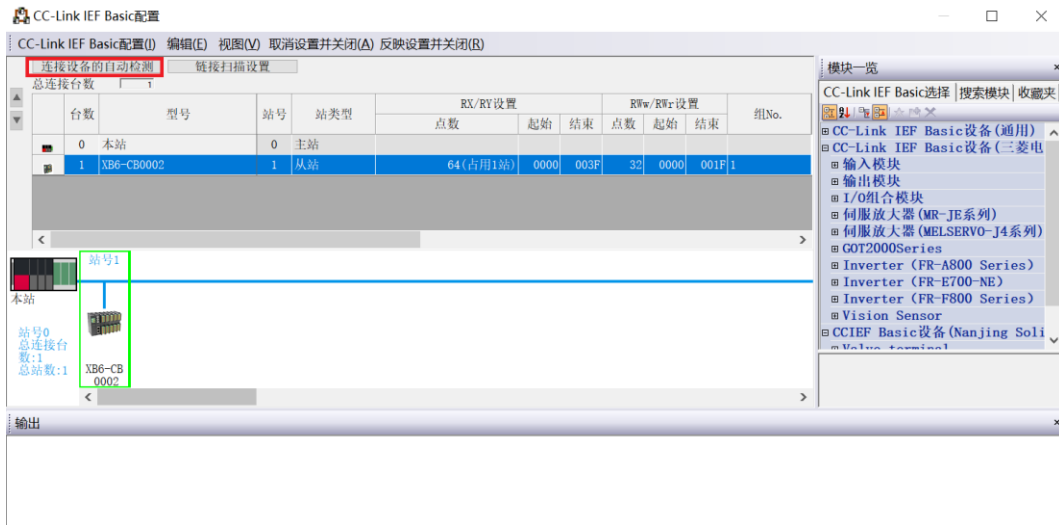 CC-Link IEF Basic配置
CC-Link IEF Basic配置(I) 编辑(E) 视图(V) 取消设置并关闭(A) 反映设置并关闭(R)
连接设备的自动检测 链接扫描设置
总连接台数 1
台数 型号 站号 站类型 RX/RY设置 RWw/RWr设置 组No.
点数 起始 结束 点数 起始 结束
0 本站 0 主站
1 XB6-CB0002 1 从站 64(占用1站) 0000 003F 32 0000 001F 1
站号1
本站
站号0
总连接台
数:1
总站数:1
XB6-CB
0002
模块一览
CC-Link IEF Basic选择 搜索模块 收藏夹
CC-Link IEF Basic设备(通用)
CC-Link IEF Basic设备(三菱电
输入模块
输出模块
I/O组合模块
伺服放大器(MR-JE系列)
伺服放大器(MELSERVO-J4系列)
GOT2000Series
Inverter (FR-A800 Series)
Inverter (FR-E700-NE)
Inverter (FR-F800 Series)
Vision Sensor
CCIEF Basic设备(Nanjing Soli
Valve terminal
输出